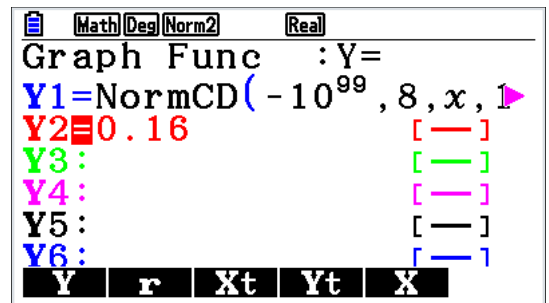 Math Deg Norm2 Real
Graph Func :Y=
Y1=NormCD(-10⁹⁹,8,x,1
Y2=0.16 [—]
Y3: [—]
Y4: [—]
Y5: [—]
Y6: [—]
Y r Xt Yt X